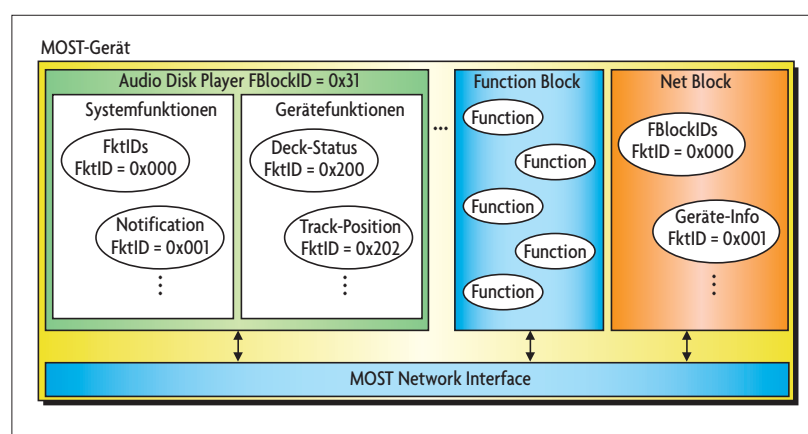 MOST-Gerät
Audio Disk Player FBlockID = 0x31
Systemfunktionen
FktIDs
FktID = 0x000
Notification
FktID = 0x001
⋮
Gerätefunktionen
Deck-Status
FktID = 0x200
Track-Position
FktID = 0x202
⋮
...
Function Block
Function
Function
Function
Function
Function
Net Block
FBlockIDs
FktID = 0x000
Geräte-Info
FktID = 0x001
⋮
MOST Network Interface